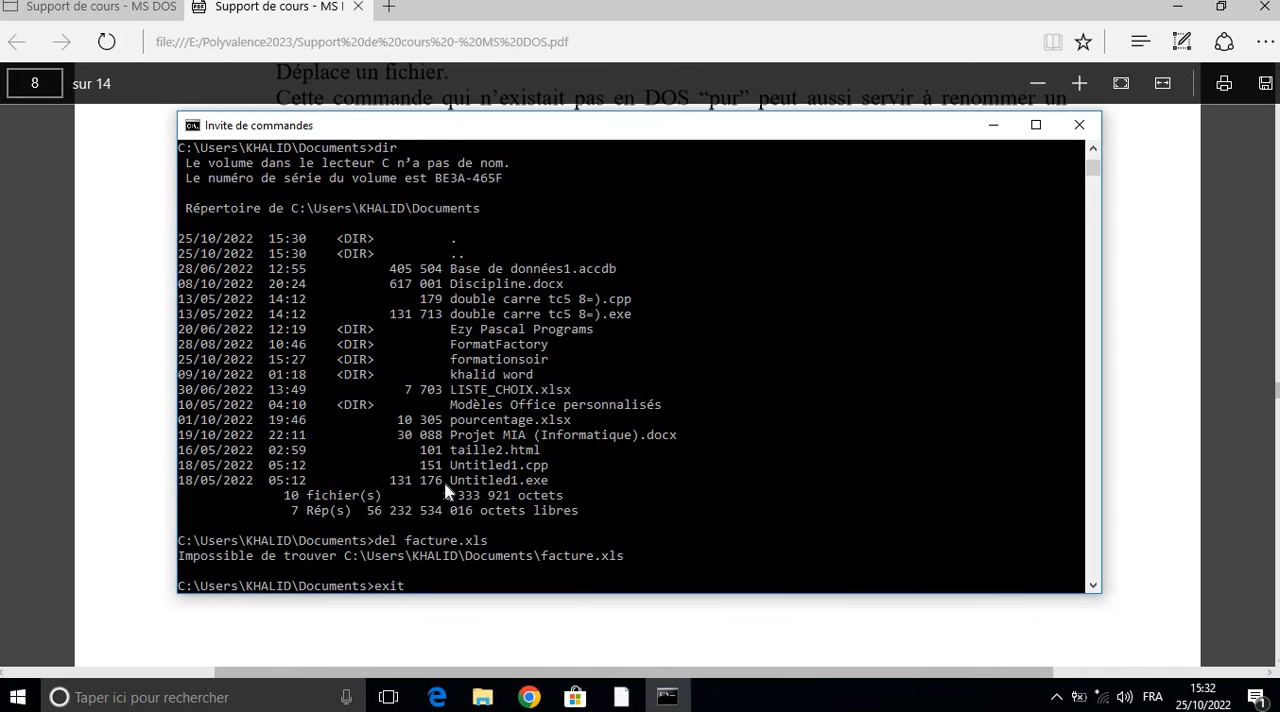 Support de cours - MS DOS
Support de cours - MS
file:///E:/Polyvalence2023/Support%20de%20cours%20-%20MS%20DOS.pdf
8 sur 14
Déplace un fichier.
Cette commande qui n'existait pas en DOS “pur” peut aussi servir à renommer un
Invite de commandes
C:\Users\KHALID\Documents>dir
Le volume dans le lecteur C n'a pas de nom.
Le numéro de série du volume est BE3A-465F
Répertoire de C:\Users\KHALID\Documents
25/10/2022 15:30 <DIR> .
25/10/2022 15:30 <DIR> ..
28/06/2022 12:55 405 504 Base de données1.accdb
08/10/2022 20:24 617 001 Discipline.docx
13/05/2022 14:12 179 double carre tc5 8=).cpp
13/05/2022 14:12 131 713 double carre tc5 8=).exe
20/06/2022 12:19 <DIR> Ezy Pascal Programs
28/08/2022 10:46 <DIR> FormatFactory
25/10/2022 15:27 <DIR> formationsoir
09/10/2022 01:18 <DIR> khalid word
30/06/2022 13:49 7 703 LISTE_CHOIX.xlsx
10/05/2022 04:10 <DIR> Modèles Office personnalisés
01/10/2022 19:46 10 305 pourcentage.xlsx
19/10/2022 22:11 30 088 Projet MIA (Informatique).docx
16/05/2022 02:59 101 taille2.html
18/05/2022 05:12 151 Untitled1.cpp
18/05/2022 05:12 131 176 Untitled1.exe
10 fichier(s) 333 921 octets
7 Rép(s) 56 232 534 016 octets libres
C:\Users\KHALID\Documents>del facture.xls
Impossible de trouver C:\Users\KHALID\Documents\facture.xls
C:\Users\KHALID\Documents>exit
Taper ici pour rechercher
FRA
15:32
25/10/2022
1